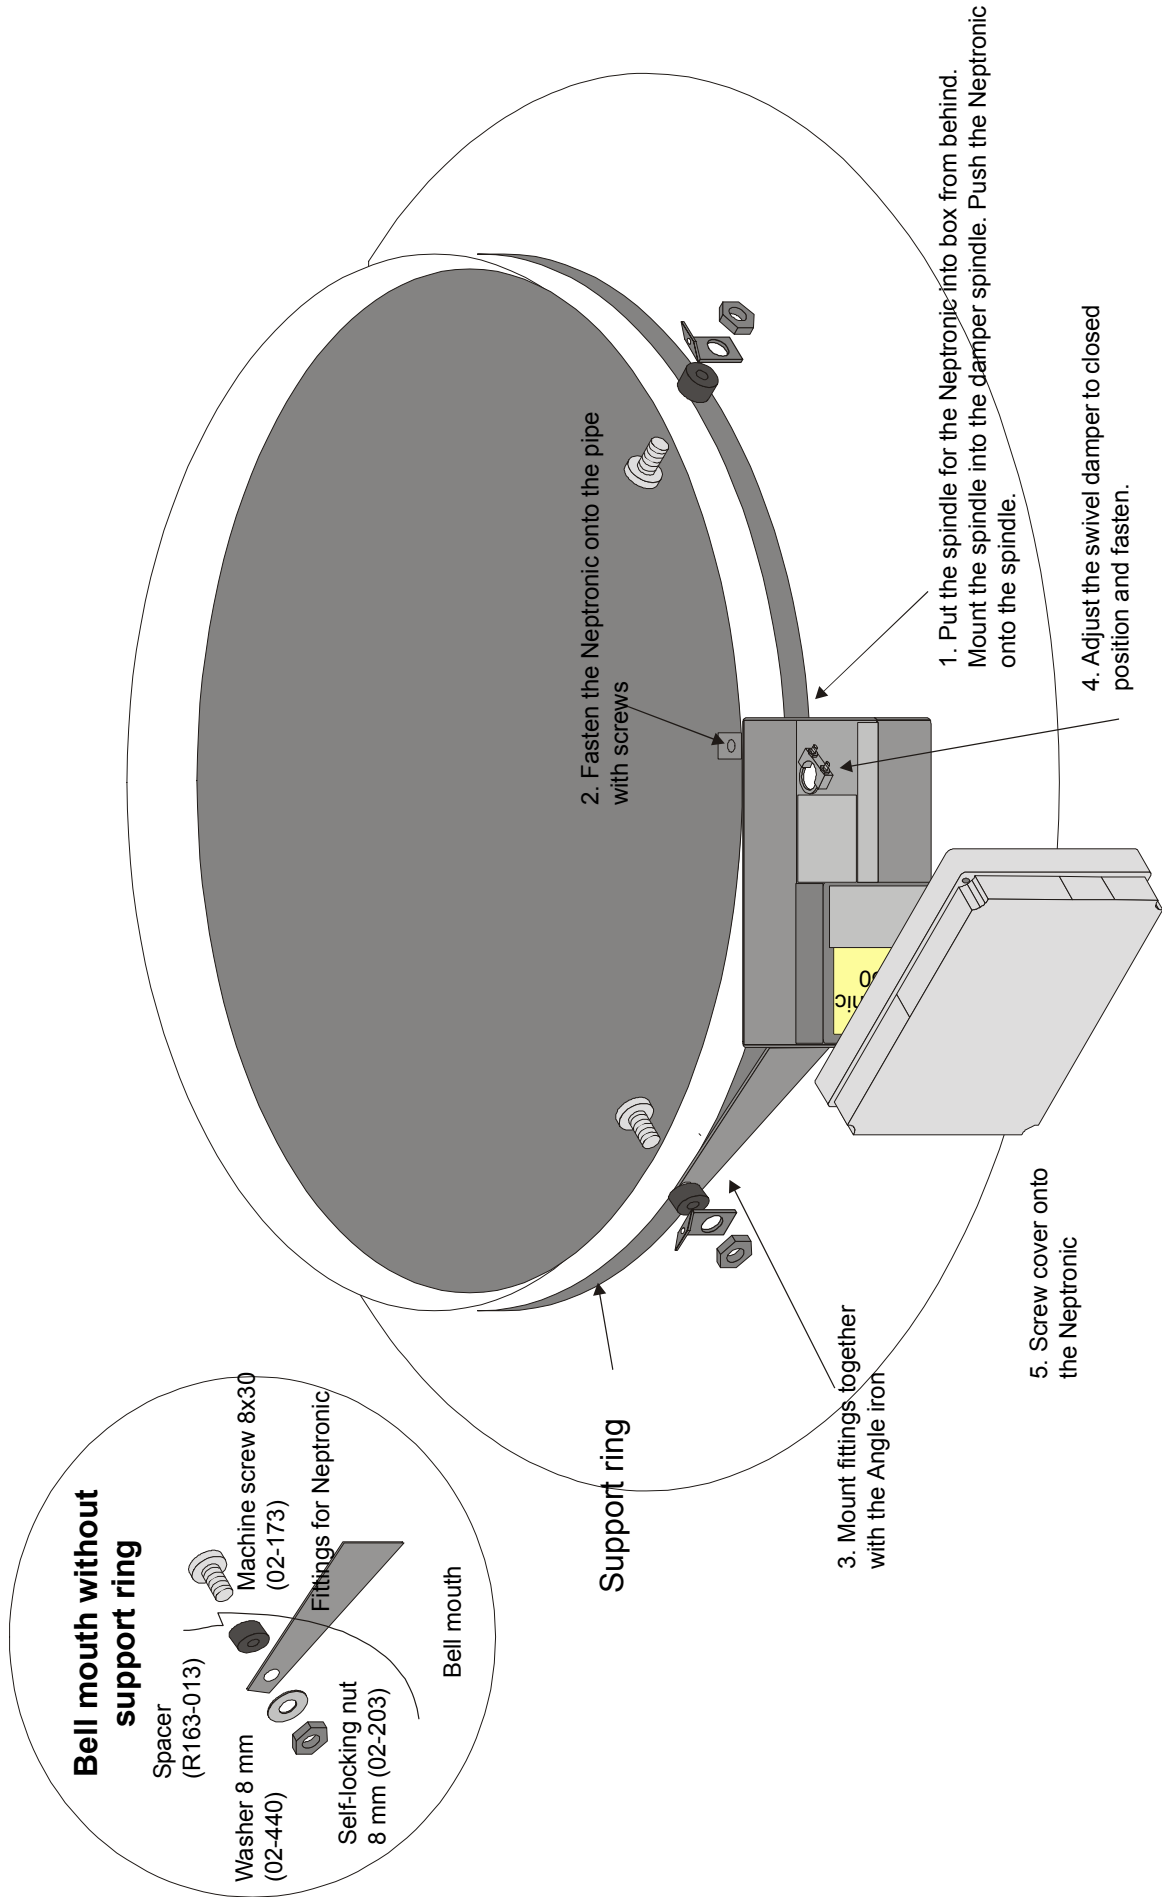 Bell mouth without
support ring
Spacer
(R163-013)
Machine screw 8x30
(02-173)
Washer 8 mm
(02-440)
Fittings for Neptronic
Self-locking nut
8 mm (02-203)
Bell mouth
Support ring
1. Put the spindle for the Neptronic into box from behind.
Mount the spindle into the damper spindle. Push the Neptronic
onto the spindle.
2. Fasten the Neptronic onto the pipe
with screws
3. Mount fittings together
with the Angle iron
4. Adjust the swivel damper to closed
position and fasten.
5. Screw cover onto
the Neptronic